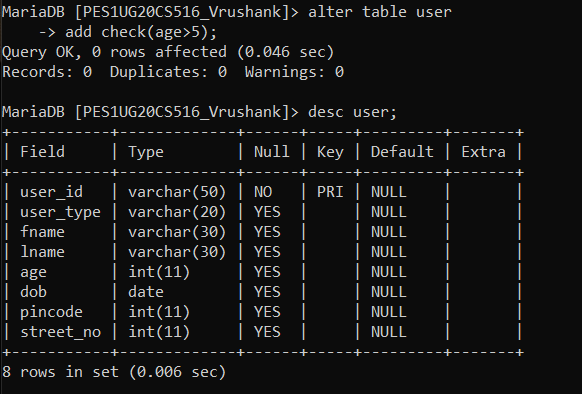 MariaDB [PES1UG20CS516_Vrushank]> alter table user
    -> add check(age>5);
Query OK, 0 rows affected (0.046 sec)
Records: 0  Duplicates: 0  Warnings: 0

MariaDB [PES1UG20CS516_Vrushank]> desc user;
+-----------+-------------+------+-----+---------+-------+
| Field     | Type        | Null | Key | Default | Extra |
+-----------+-------------+------+-----+---------+-------+
| user_id   | varchar(50) | NO   | PRI | NULL    |       |
| user_type | varchar(20) | YES  |     | NULL    |       |
| fname     | varchar(30) | YES  |     | NULL    |       |
| lname     | varchar(30) | YES  |     | NULL    |       |
| age       | int(11)     | YES  |     | NULL    |       |
| dob       | date        | YES  |     | NULL    |       |
| pincode   | int(11)     | YES  |     | NULL    |       |
| street_no | int(11)     | YES  |     | NULL    |       |
+-----------+-------------+------+-----+---------+-------+
8 rows in set (0.006 sec)